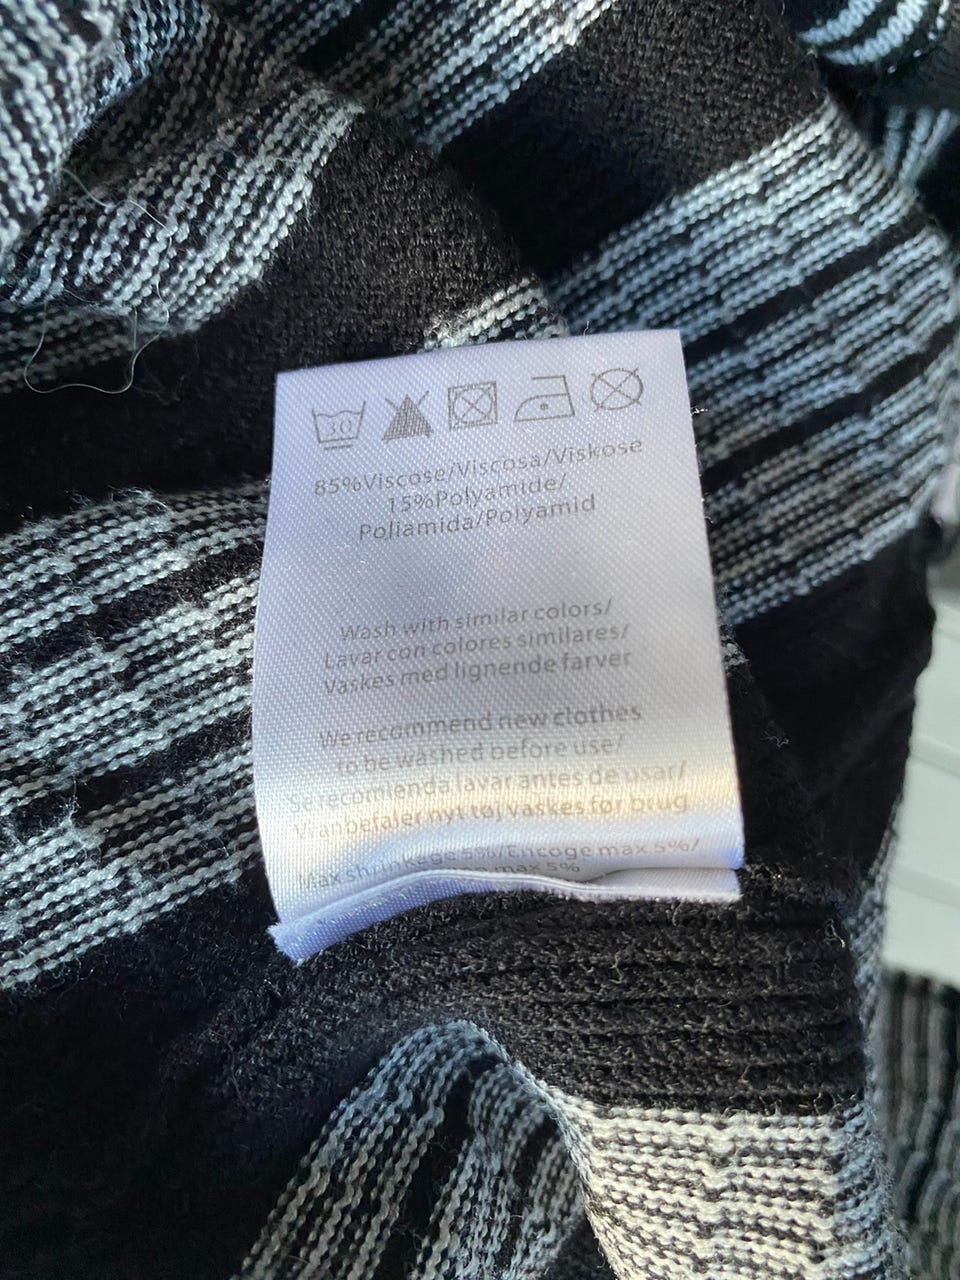 30
85%Viscose/Viscosa/Viskose
15%Polyamide/
Poliamida/Polyamid
Wash with similar colors/
Lavar con colores similares/
Vaskes med lignende farver
We recommend new clothes
to be washed before use/
Se recomienda lavar antes de usar/
Vi anbefaler nyt tøj vaskes før brug
Max shrinkege 5%/Encoge max 5%/
max 5%